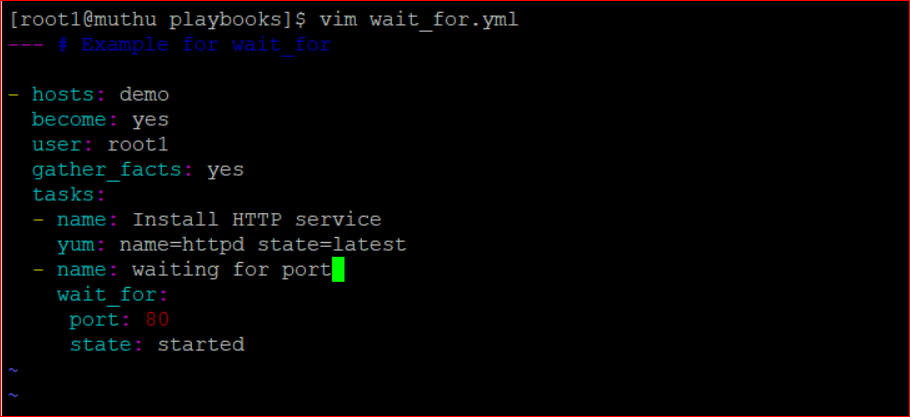 [root1@muthu playbooks]$ vim wait_for.yml
--- # Example for wait_for
- hosts: demo
  become: yes
  user: root1
  gather_facts: yes
  tasks:
  - name: Install HTTP service
    yum: name=httpd state=latest
  - name: waiting for port
    wait_for:
     port: 80
     state: started
~
~